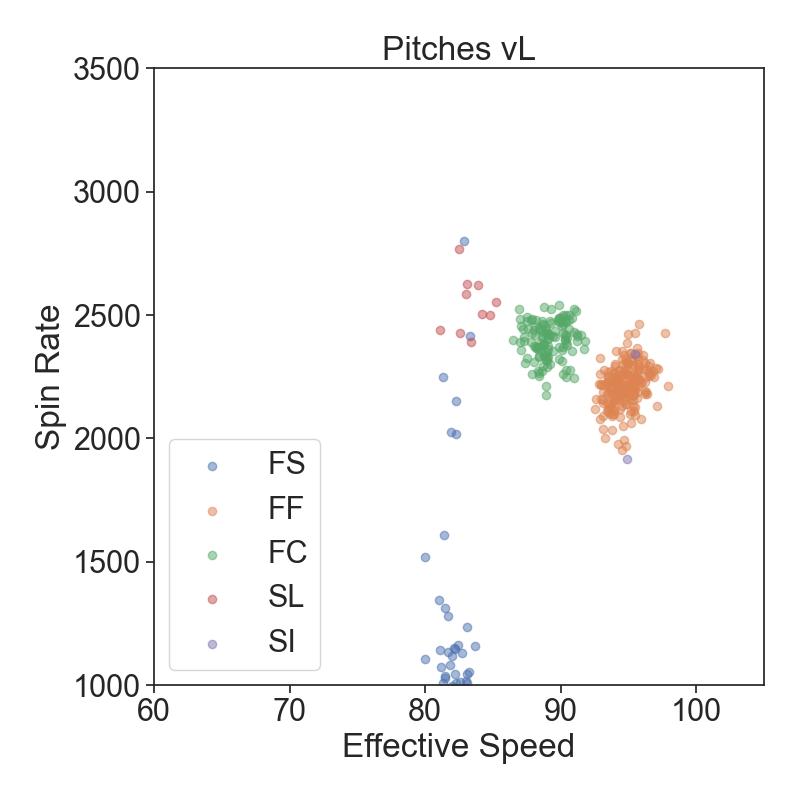 Pitches vL
3500
3000
2500
2000
1500
1000
Spin Rate
FS
FF
FC
SL
SI
60 70 80 90 100
Effective Speed